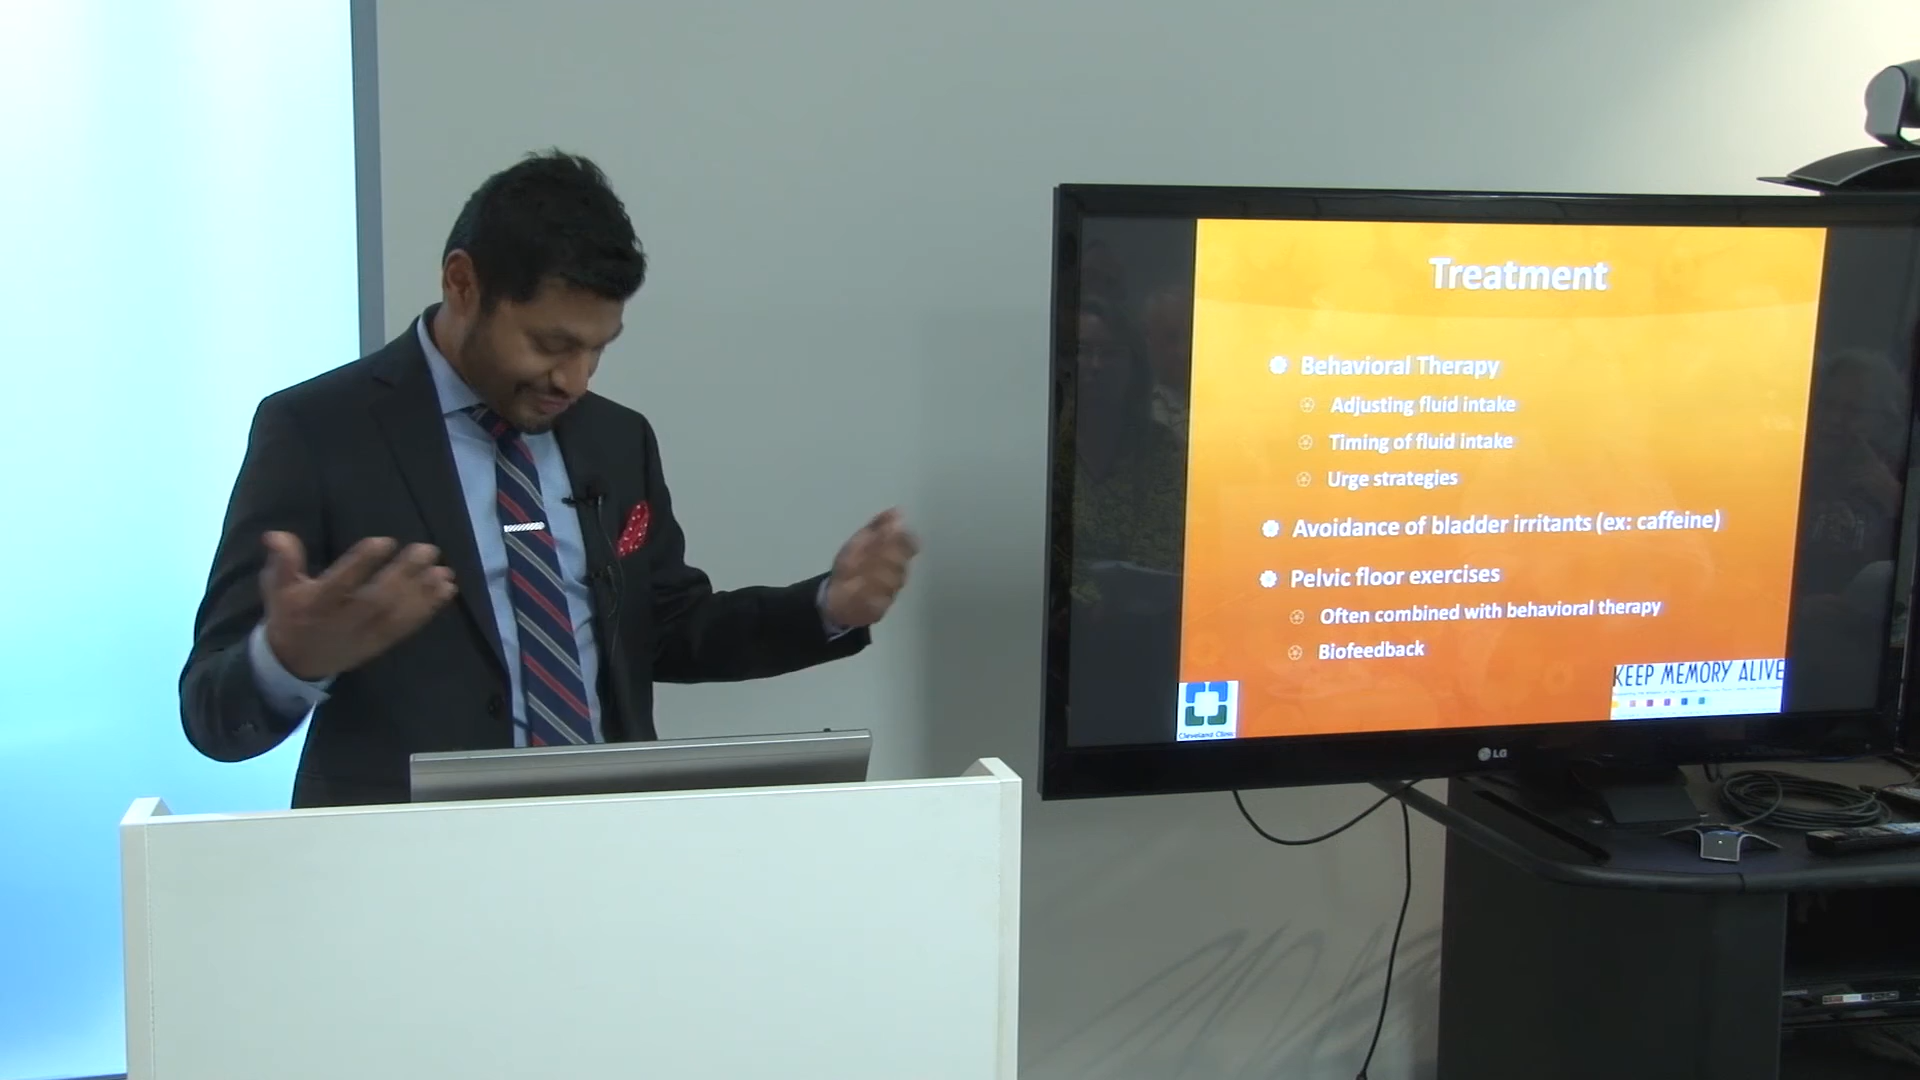 Treatment
Behavioral Therapy
Adjusting fluid intake
Timing of fluid intake
Urge strategies
Avoidance of bladder irritants (ex: caffeine)
Pelvic floor exercises
Often combined with behavioral therapy
Biofeedback
KEEP MEMORY ALIVE
Cleveland Clinic
LG